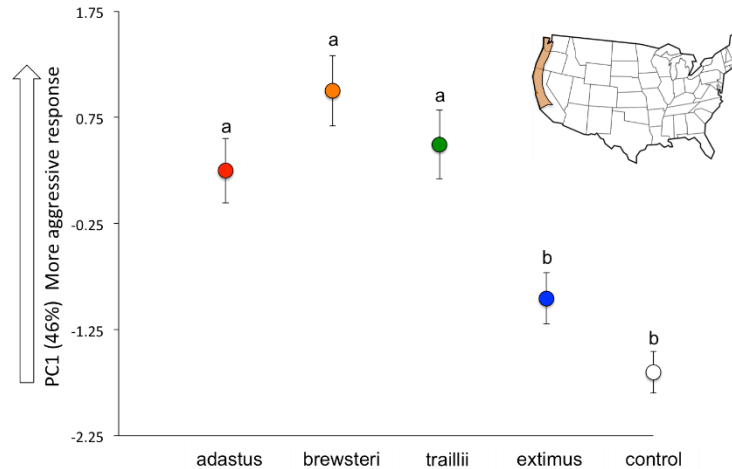 1.75
a
a
a
0.75
-0.25
b
-1.25
b
-2.25
PC1 (46%) More aggressive response
adastus brewsteri traillii extimus control